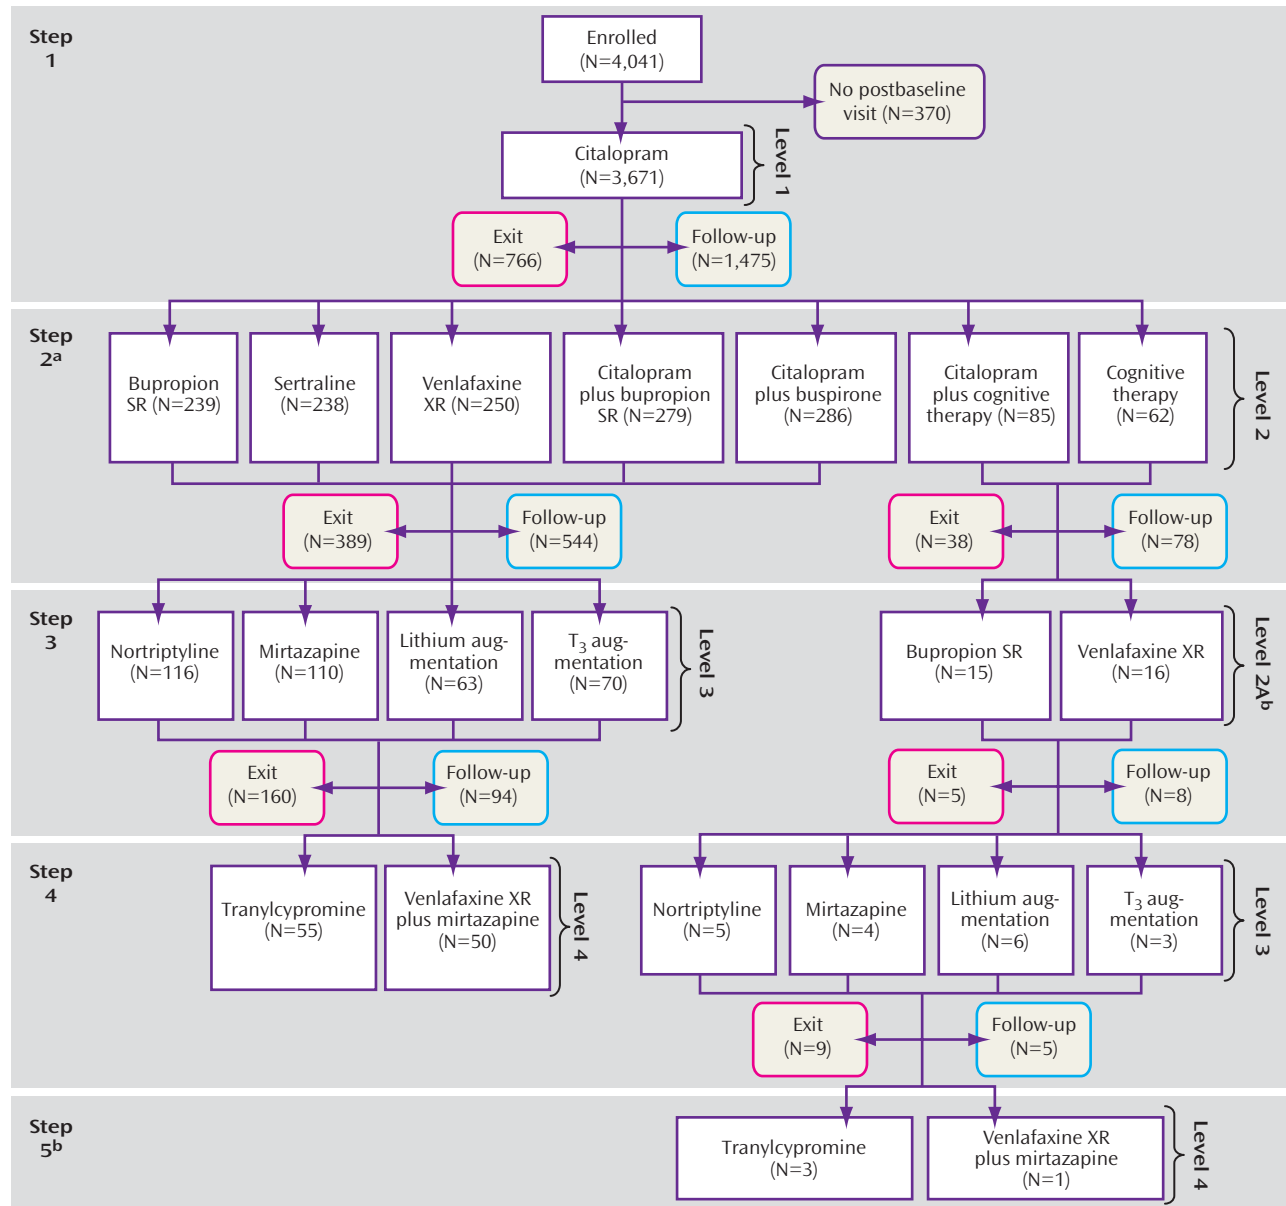 Step
1
Enrolled
(N=4,041)
No postbaseline
visit (N=370)
Citalopram
(N=3,671)
Level 1
Exit
(N=766)
Follow-up
(N=1,475)
Step
2a
Bupropion
SR (N=239)
Sertraline
(N=238)
Venlafaxine
XR (N=250)
Citalopram
plus bupropion
SR (N=279)
Citalopram
plus buspirone
(N=286)
Citalopram
plus cognitive
therapy (N=85)
Cognitive
therapy
(N=62)
Level 2
Exit
(N=389)
Follow-up
(N=544)
Exit
(N=38)
Follow-up
(N=78)
Step
3
Nortriptyline
(N=116)
Mirtazapine
(N=110)
Lithium aug-
mentation
(N=63)
T3 aug-
mentation
(N=70)
Level 3
Bupropion SR
(N=15)
Venlafaxine XR
(N=16)
Level 2Ab
Exit
(N=160)
Follow-up
(N=94)
Exit
(N=5)
Follow-up
(N=8)
Step
4
Tranylcypromine
(N=55)
Venlafaxine XR
plus mirtazapine
(N=50)
Level 4
Nortriptyline
(N=5)
Mirtazapine
(N=4)
Lithium aug-
mentation
(N=6)
T3 aug-
mentation
(N=3)
Level 3
Exit
(N=9)
Follow-up
(N=5)
Step
5b
Tranylcypromine
(N=3)
Venlafaxine XR
plus mirtazapine
(N=1)
Level 4